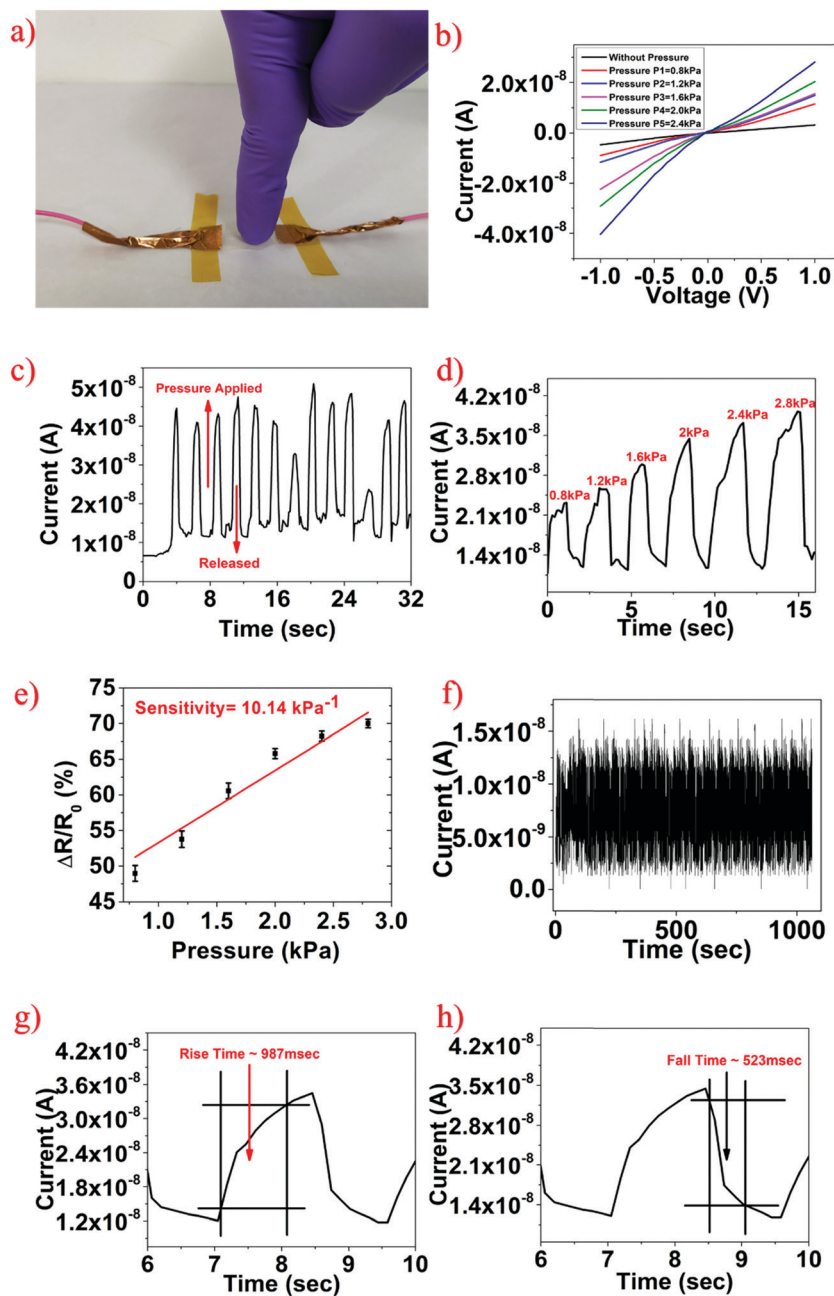 a)
b)
Without Pressure
Pressure P1=0.8kPa
Pressure P2=1.2kPa
Pressure P3=1.6kPa
Pressure P4=2.0kPa
Pressure P5=2.4kPa
Current (A)
2.0x10⁻⁸
0.0
-2.0x10⁻⁸
-4.0x10⁻⁸
-1.0 -0.5 0.0 0.5 1.0
Voltage (V)
c)
Current (A)
5x10⁻⁸
4x10⁻⁸
3x10⁻⁸
2x10⁻⁸
1x10⁻⁸
0
Pressure Applied
Released
0 8 16 24 32
Time (sec)
d)
Current (A)
4.2x10⁻⁸
3.5x10⁻⁸
2.8x10⁻⁸
2.1x10⁻⁸
1.4x10⁻⁸
0.8kPa
1.2kPa
1.6kPa
2kPa
2.4kPa
2.8kPa
0 5 10 15
Time (sec)
e)
Sensitivity= 10.14 kPa⁻¹
ΔR/R₀ (%)
75
70
65
60
55
50
45
1.0 1.5 2.0 2.5 3.0
Pressure (kPa)
f)
Current (A)
1.5x10⁻⁸
1.0x10⁻⁸
5.0x10⁻⁹
0.0
0 500 1000
Time (sec)
g)
Current (A)
4.2x10⁻⁸
3.6x10⁻⁸
3.0x10⁻⁸
2.4x10⁻⁸
1.8x10⁻⁸
1.2x10⁻⁸
Rise Time ~ 987msec
6 7 8 9 10
Time (sec)
h)
Current (A)
4.2x10⁻⁸
3.5x10⁻⁸
2.8x10⁻⁸
2.1x10⁻⁸
1.4x10⁻⁸
Fall Time ~ 523msec
6 7 8 9 10
Time (sec)